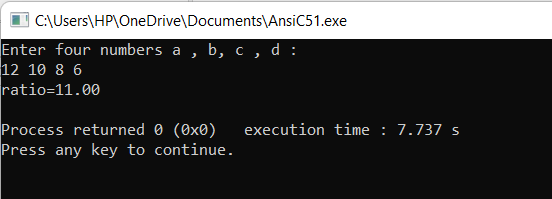 C:\Users\HP\OneDrive\Documents\AnsiC51.exe
Enter four numbers a , b, c , d :
12 10 8 6
ratio=11.00
Process returned 0 (0x0)   execution time : 7.737 s
Press any key to continue.